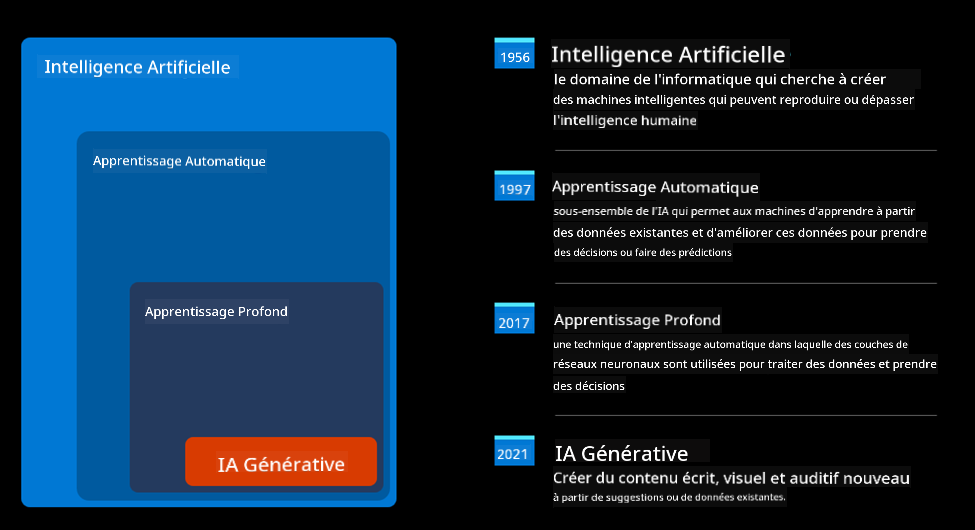 Intelligence Artificielle
Apprentissage Automatique
Apprentissage Profond
IA Générative
1956
Intelligence Artificielle
le domaine de l'informatique qui cherche à créer
des machines intelligentes qui peuvent reproduire ou dépasser
l'intelligence humaine
1997
Apprentissage Automatique
sous-ensemble de l'IA qui permet aux machines d'apprendre à partir
des données existantes et d'améliorer ces données pour prendre
des décisions ou faire des prédictions
2017
Apprentissage Profond
une technique d'apprentissage automatique dans laquelle des couches de
réseaux neuronaux sont utilisées pour traiter des données et prendre
des décisions
2021
IA Générative
Créer du contenu écrit, visuel et auditif nouveau
à partir de suggestions ou de données existantes.